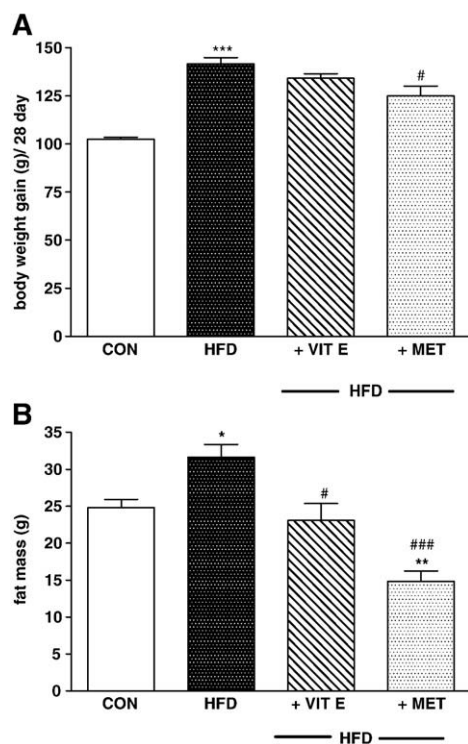 A
body weight gain (g)/ 28 day
150
125
100
75
50
25
0
***
#
CON HFD + VIT E + MET
HFD
B
fat mass (g)
35
30
25
20
15
10
5
0
*
#
###
**
CON HFD + VIT E + MET
HFD